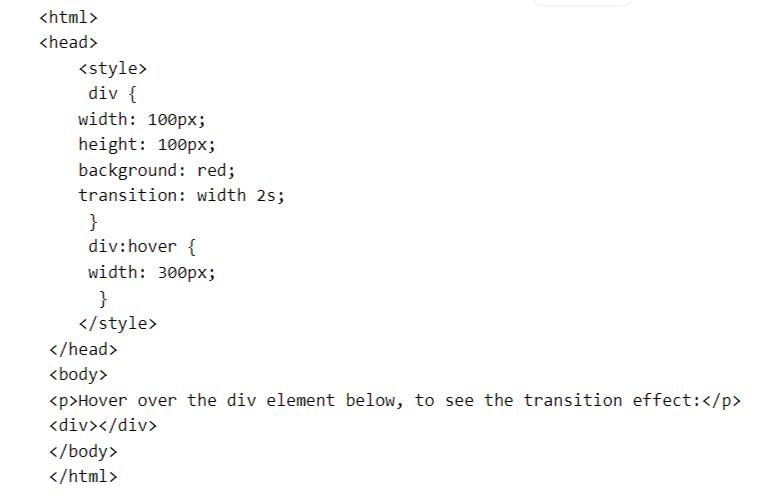 <html>
<head>
<style>
div {
width: 100px;
height: 100px;
background: red;
transition: width 2s;
}
div:hover {
width: 300px;
}
</style>
</head>
<body>
<p>Hover over the div element below, to see the transition effect:</p>
<div></div>
</body>
</html>